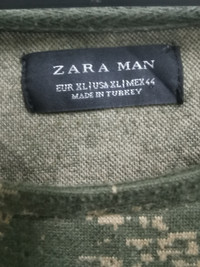 ZARA MAN
EUR XL | USA XL | MEX 44
MADE IN TURKEY